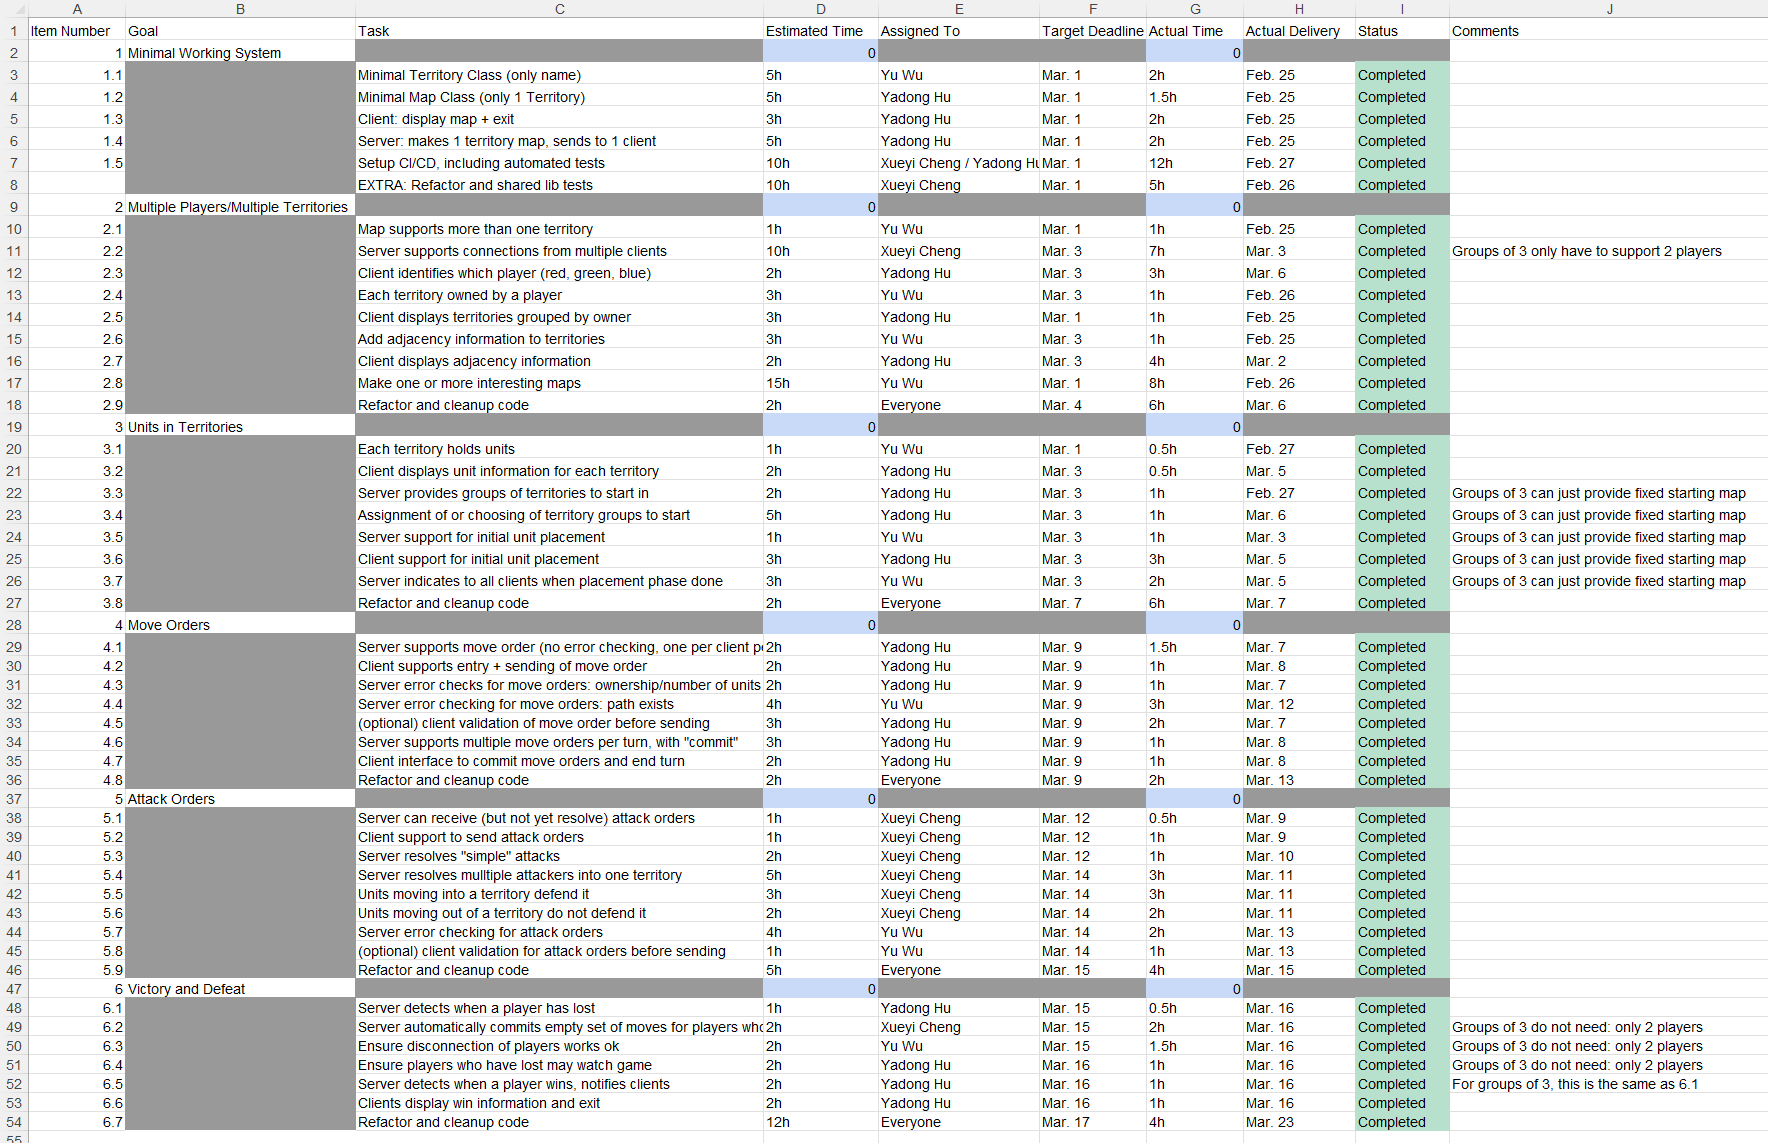 A B C D E F G H I J
1 Item Number Goal Task Estimated Time Assigned To Target Deadline Actual Time Actual Delivery Status Comments
2 1 Minimal Working System 0 0
3 1.1 Minimal Territory Class (only name) 5h Yu Wu Mar. 1 2h Feb. 25 Completed
4 1.2 Minimal Map Class (only 1 Territory) 5h Yadong Hu Mar. 1 1.5h Feb. 25 Completed
5 1.3 Client: display map + exit 3h Yadong Hu Mar. 1 2h Feb. 25 Completed
6 1.4 Server: makes 1 territory map, sends to 1 client 5h Yadong Hu Mar. 1 2h Feb. 25 Completed
7 1.5 Setup CI/CD, including automated tests 10h Xueyi Cheng / Yadong Hu Mar. 1 12h Feb. 27 Completed
8 EXTRA: Refactor and shared lib tests 10h Xueyi Cheng Mar. 1 5h Feb. 26 Completed
9 2 Multiple Players/Multiple Territories 0 0
10 2.1 Map supports more than one territory 1h Yu Wu Mar. 1 1h Feb. 25 Completed
11 2.2 Server supports connections from multiple clients 10h Xueyi Cheng Mar. 3 7h Mar. 3 Completed Groups of 3 only have to support 2 players
12 2.3 Client identifies which player (red, green, blue) 2h Yadong Hu Mar. 3 3h Mar. 6 Completed
13 2.4 Each territory owned by a player 3h Yu Wu Mar. 3 1h Feb. 26 Completed
14 2.5 Client displays territories grouped by owner 3h Yadong Hu Mar. 1 1h Feb. 25 Completed
15 2.6 Add adjacency information to territories 3h Yu Wu Mar. 3 1h Feb. 25 Completed
16 2.7 Client displays adjacency information 2h Yadong Hu Mar. 3 4h Mar. 2 Completed
17 2.8 Make one or more interesting maps 15h Yu Wu Mar. 1 8h Feb. 26 Completed
18 2.9 Refactor and cleanup code 2h Everyone Mar. 4 6h Mar. 6 Completed
19 3 Units in Territories 0 0
20 3.1 Each territory holds units 1h Yu Wu Mar. 1 0.5h Feb. 27 Completed
21 3.2 Client displays unit information for each territory 2h Yadong Hu Mar. 3 0.5h Mar. 5 Completed
22 3.3 Server provides groups of territories to start in 2h Yadong Hu Mar. 3 1h Feb. 27 Completed Groups of 3 can just provide fixed starting map
23 3.4 Assignment of or choosing of territory groups to start 5h Yadong Hu Mar. 3 1h Mar. 6 Completed Groups of 3 can just provide fixed starting map
24 3.5 Server support for initial unit placement 1h Yu Wu Mar. 3 1h Mar. 3 Completed Groups of 3 can just provide fixed starting map
25 3.6 Client support for initial unit placement 3h Yadong Hu Mar. 3 3h Mar. 5 Completed Groups of 3 can just provide fixed starting map
26 3.7 Server indicates to all clients when placement phase done 3h Yu Wu Mar. 3 2h Mar. 5 Completed Groups of 3 can just provide fixed starting map
27 3.8 Refactor and cleanup code 2h Everyone Mar. 7 6h Mar. 7 Completed
28 4 Move Orders 0 0
29 4.1 Server supports move order (no error checking, one per client p 2h Yadong Hu Mar. 9 1.5h Mar. 7 Completed
30 4.2 Client supports entry + sending of move order 2h Yadong Hu Mar. 9 1h Mar. 8 Completed
31 4.3 Server error checks for move orders: ownership/number of units 2h Yadong Hu Mar. 9 1h Mar. 7 Completed
32 4.4 Server error checking for move orders: path exists 4h Yu Wu Mar. 9 3h Mar. 12 Completed
33 4.5 (optional) client validation of move order before sending 3h Yadong Hu Mar. 9 2h Mar. 7 Completed
34 4.6 Server supports multiple move orders per turn, with "commit" 3h Yadong Hu Mar. 9 1h Mar. 8 Completed
35 4.7 Client interface to commit move orders and end turn 2h Yadong Hu Mar. 9 1h Mar. 8 Completed
36 4.8 Refactor and cleanup code 2h Everyone Mar. 9 2h Mar. 13 Completed
37 5 Attack Orders 0 0
38 5.1 Server can receive (but not yet resolve) attack orders 1h Xueyi Cheng Mar. 12 0.5h Mar. 9 Completed
39 5.2 Client support to send attack orders 1h Xueyi Cheng Mar. 12 1h Mar. 9 Completed
40 5.3 Server resolves "simple" attacks 2h Xueyi Cheng Mar. 12 1h Mar. 10 Completed
41 5.4 Server resolves mulltiple attackers into one territory 5h Xueyi Cheng Mar. 14 3h Mar. 11 Completed
42 5.5 Units moving into a territory defend it 3h Xueyi Cheng Mar. 14 3h Mar. 11 Completed
43 5.6 Units moving out of a territory do not defend it 2h Xueyi Cheng Mar. 14 2h Mar. 11 Completed
44 5.7 Server error checking for attack orders 4h Yu Wu Mar. 14 2h Mar. 13 Completed
45 5.8 (optional) client validation for attack orders before sending 1h Yu Wu Mar. 14 1h Mar. 13 Completed
46 5.9 Refactor and cleanup code 5h Everyone Mar. 15 4h Mar. 15 Completed
47 6 Victory and Defeat 0 0
48 6.1 Server detects when a player has lost 1h Yadong Hu Mar. 15 0.5h Mar. 16 Completed
49 6.2 Server automatically commits empty set of moves for players who 2h Xueyi Cheng Mar. 15 2h Mar. 16 Completed Groups of 3 do not need: only 2 players
50 6.3 Ensure disconnection of players works ok 2h Yu Wu Mar. 15 1.5h Mar. 16 Completed Groups of 3 do not need: only 2 players
51 6.4 Ensure players who have lost may watch game 2h Yadong Hu Mar. 16 1h Mar. 16 Completed Groups of 3 do not need: only 2 players
52 6.5 Server detects when a player wins, notifies clients 2h Yadong Hu Mar. 16 1h Mar. 16 Completed For groups of 3, this is the same as 6.1
53 6.6 Clients display win information and exit 2h Yadong Hu Mar. 16 1h Mar. 16 Completed
54 6.7 Refactor and cleanup code 12h Everyone Mar. 17 4h Mar. 23 Completed
55